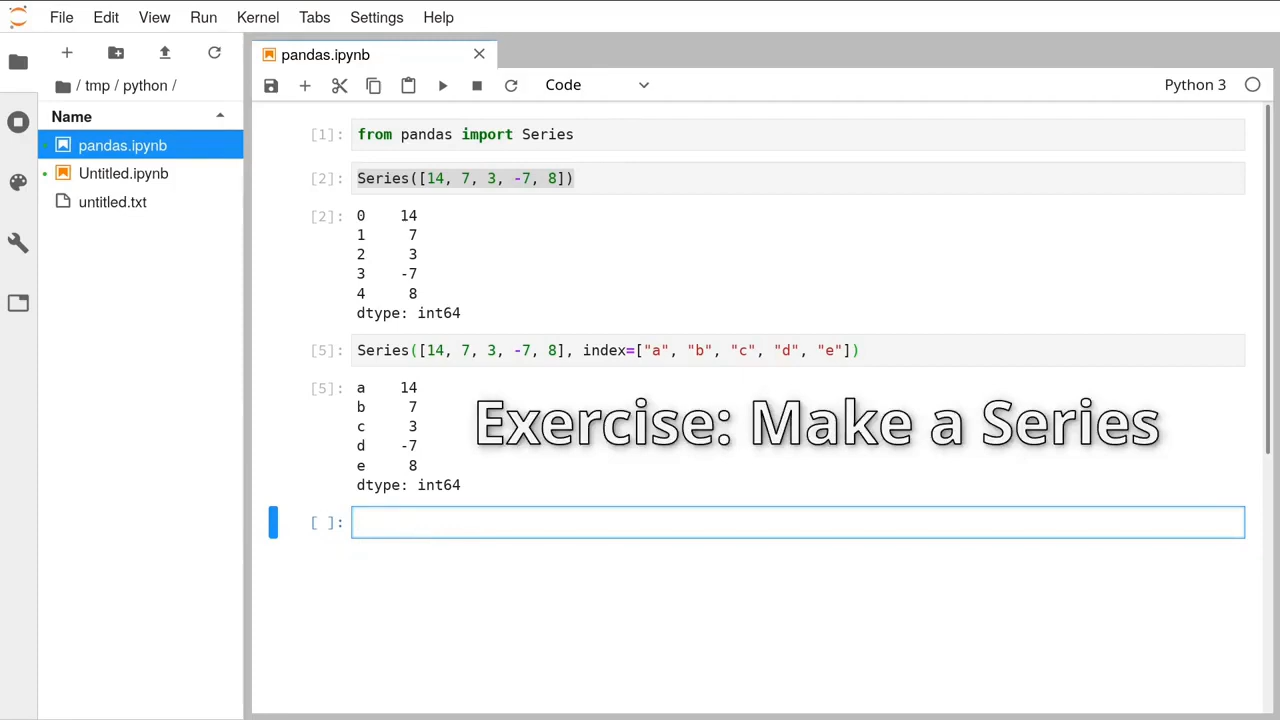 File Edit View Run Kernel Tabs Settings Help
pandas.ipynb
/ tmp / python /
Code
Python 3
Name
pandas.ipynb
Untitled.ipynb
untitled.txt
[1]: from pandas import Series
[2]: Series([14, 7, 3, -7, 8])
[2]: 0 14
1 7
2 3
3 -7
4 8
dtype: int64
[5]: Series([14, 7, 3, -7, 8], index=["a", "b", "c", "d", "e"])
[5]: a 14
b 7
c 3
d -7
e 8
dtype: int64
Exercise: Make a Series
[ ]: